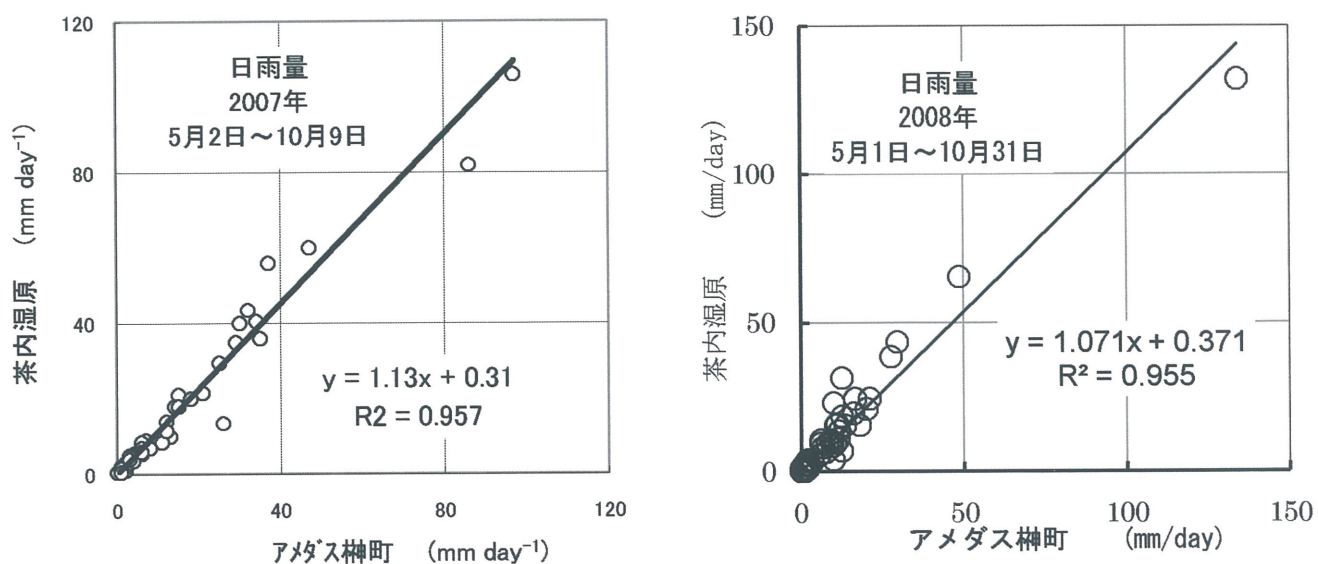 120
80
40
0
0
40
80
120
日雨量
2007年
5月2日～10月9日
y = 1.13x + 0.31
R2 = 0.957
茶内湿原 (mm day⁻¹)
アメダス榊町 (mm day⁻¹)
150
100
50
0
0
50
100
150
日雨量
2008年
5月1日～10月31日
y = 1.071x + 0.371
R² = 0.955
茶内湿原 (mm/day)
アメダス榊町 (mm/day)